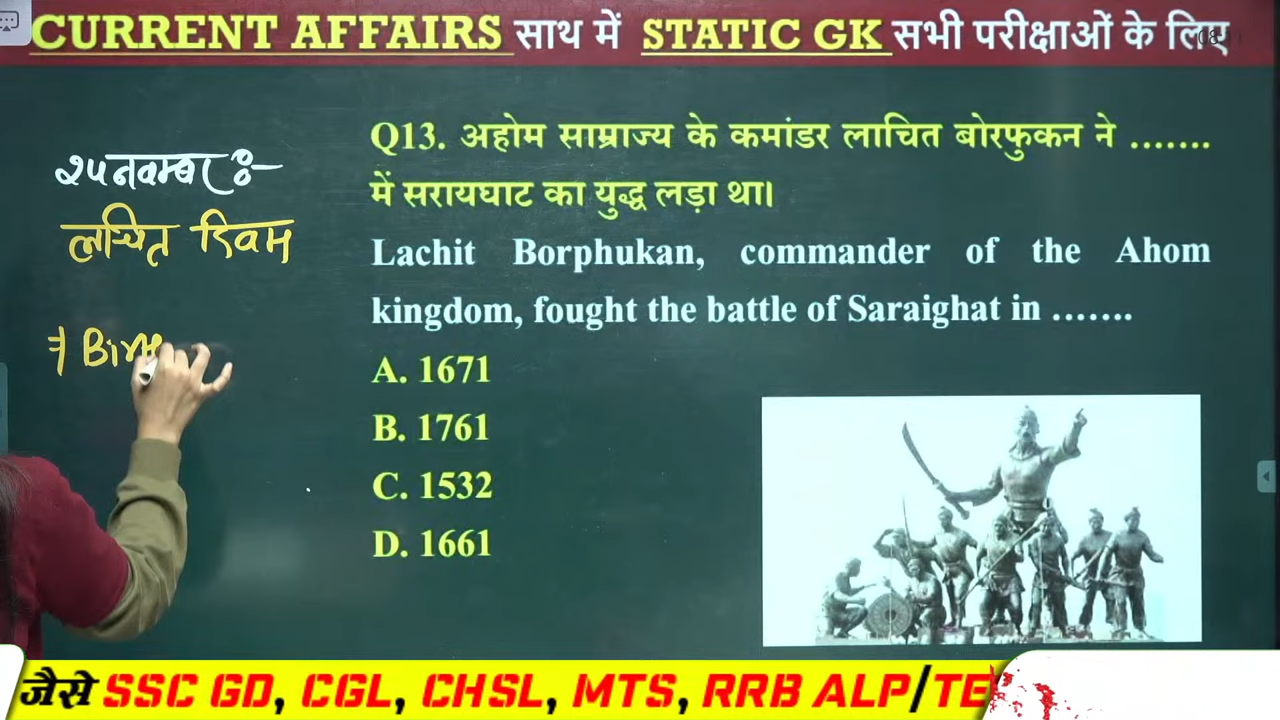 CURRENT AFFAIRS साथ में STATIC GK सभी परीक्षाओं के लिए
२५ नवम्बर :-
लचित दिवस
Q13. अहोम साम्राज्य के कमांडर लाचित बोरफुकन ने .......
में सरायघाट का युद्ध लड़ा था।
Lachit Borphukan, commander of the Ahom
kingdom, fought the battle of Saraighat in .......
A. 1671
B. 1761
C. 1532
D. 1661
जैसे SSC GD, CGL, CHSL, MTS, RRB ALP/TE